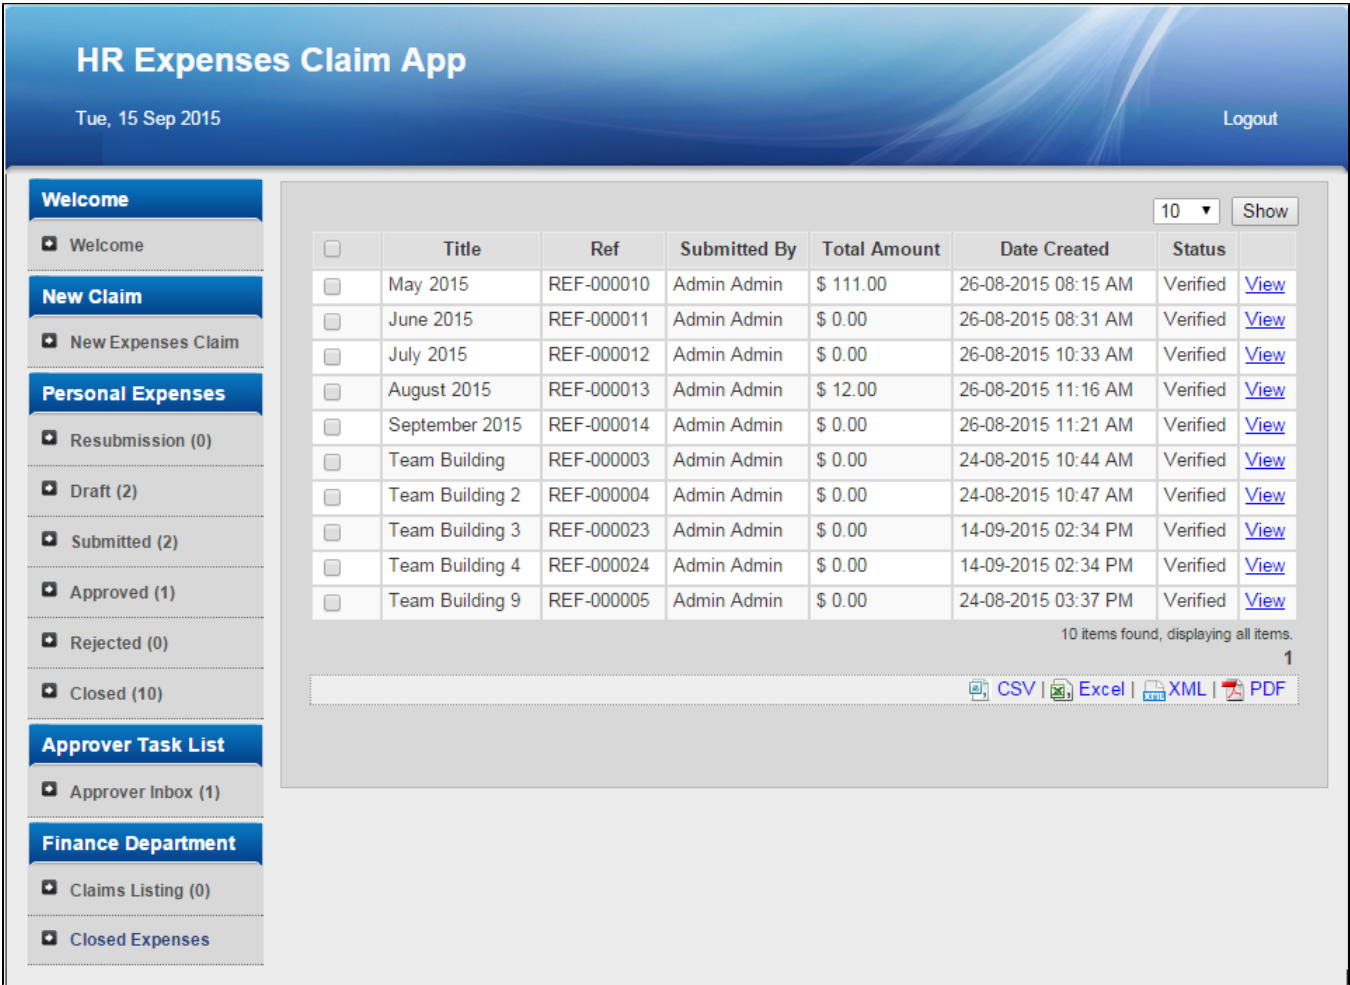 HR Expenses Claim App
Tue, 15 Sep 2015
Logout
Welcome
Welcome
New Claim
New Expenses Claim
Personal Expenses
Resubmission (0)
Draft (2)
Submitted (2)
Approved (1)
Rejected (0)
Closed (10)
Approver Task List
Approver Inbox (1)
Finance Department
Claims Listing (0)
Closed Expenses
10 Show
Title Ref Submitted By Total Amount Date Created Status
May 2015 REF-000010 Admin Admin $ 111.00 26-08-2015 08:15 AM Verified View
June 2015 REF-000011 Admin Admin $ 0.00 26-08-2015 08:31 AM Verified View
July 2015 REF-000012 Admin Admin $ 0.00 26-08-2015 10:33 AM Verified View
August 2015 REF-000013 Admin Admin $ 12.00 26-08-2015 11:16 AM Verified View
September 2015 REF-000014 Admin Admin $ 0.00 26-08-2015 11:21 AM Verified View
Team Building REF-000003 Admin Admin $ 0.00 24-08-2015 10:44 AM Verified View
Team Building 2 REF-000004 Admin Admin $ 0.00 24-08-2015 10:47 AM Verified View
Team Building 3 REF-000023 Admin Admin $ 0.00 14-09-2015 02:34 PM Verified View
Team Building 4 REF-000024 Admin Admin $ 0.00 14-09-2015 02:34 PM Verified View
Team Building 9 REF-000005 Admin Admin $ 0.00 24-08-2015 03:37 PM Verified View
10 items found, displaying all items.
1
CSV | Excel | XML | PDF